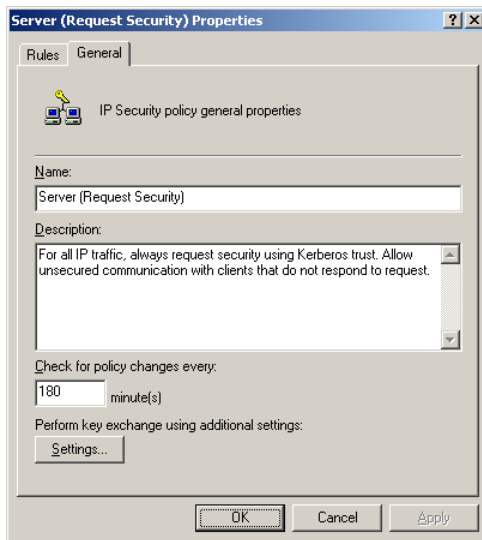 Server (Request Security) Properties
Rules General
IP Security policy general properties
Name:
Server (Request Security)
Description:
For all IP traffic, always request security using Kerberos trust. Allow
unsecured communication with clients that do not respond to request.
Check for policy changes every:
180 minute(s)
Perform key exchange using additional settings:
Settings...
OK Cancel Apply